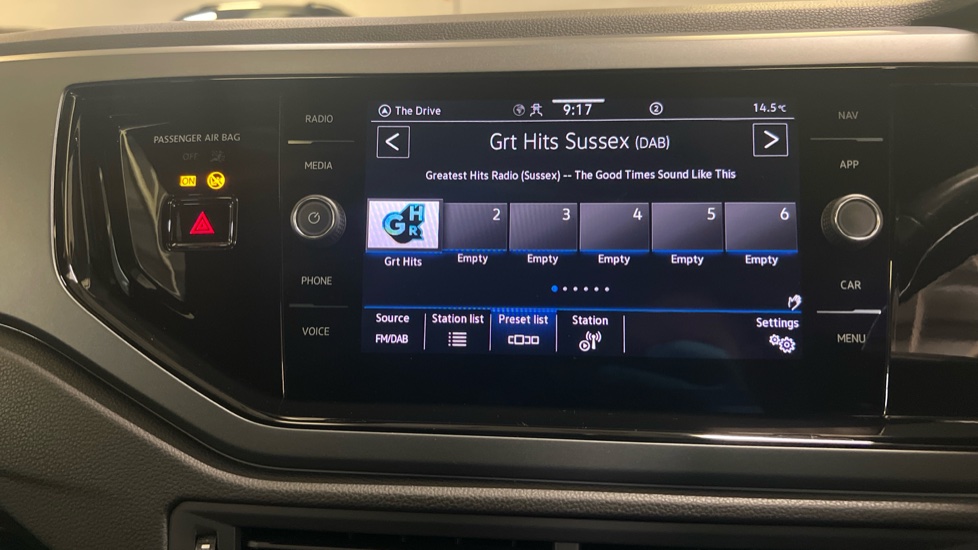 PASSENGER AIR BAG
OFF
ON
RADIO
MEDIA
PHONE
VOICE
The Drive 9:17 2 14.5°C
< Grt Hits Sussex (DAB) >
Greatest Hits Radio (Sussex) -- The Good Times Sound Like This
GHR 2 3 4 5 6
Grt Hits Empty Empty Empty Empty Empty
Source Station list Preset list Station Settings
FM/DAB
NAV
APP
CAR
MENU